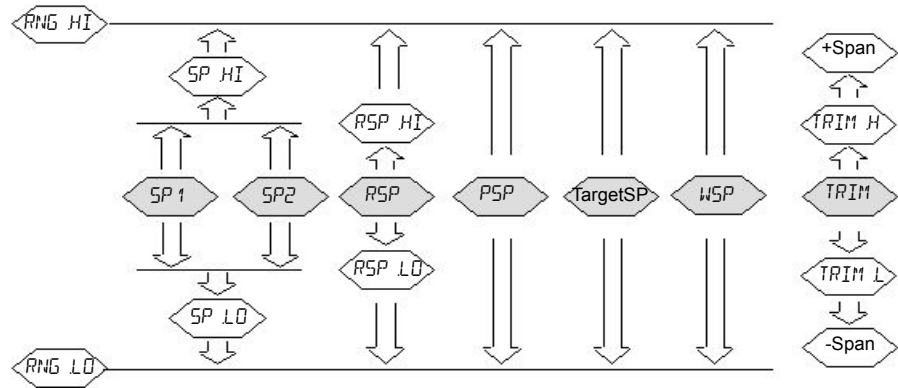 RNG.HI
+Span
SP.HI
RSP.HI
TRIM.H
SP1
SP2
RSP
PSP
TargetSP
WSP
TRIM
RSP.LO
TRIM.L
SP.LO
-Span
RNG.LO